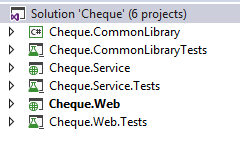 Solution 'Cheque' (6 projects)
C# Cheque.CommonLibrary
Cheque.CommonLibraryTests
Cheque.Service
Cheque.Service.Tests
Cheque.Web
Cheque.Web.Tests